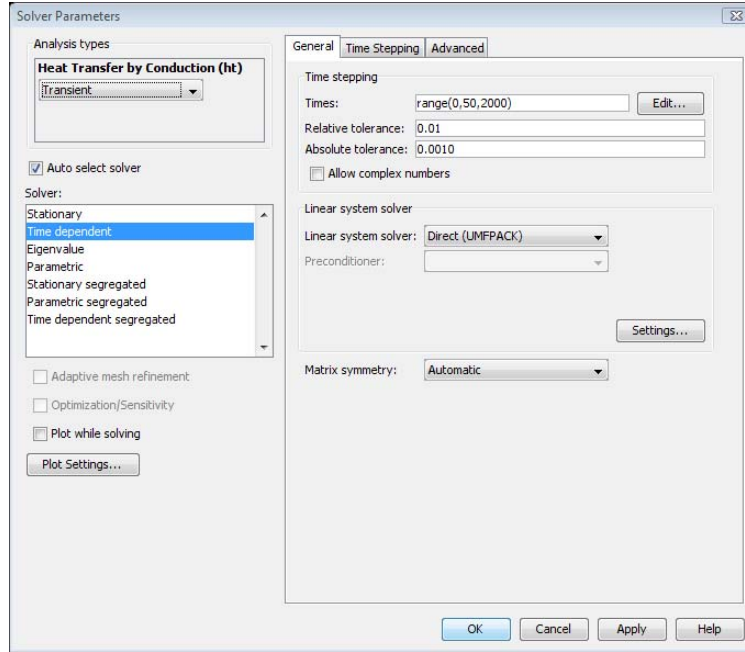 Solver Parameters
Analysis types
Heat Transfer by Conduction (ht)
Transient
Auto select solver
Solver:
Stationary
Time dependent
Eigenvalue
Parametric
Stationary segregated
Parametric segregated
Time dependent segregated
Adaptive mesh refinement
Optimization/Sensitivity
Plot while solving
Plot Settings...
General Time Stepping Advanced
Time stepping
Times: range(0,50,2000) Edit...
Relative tolerance: 0.01
Absolute tolerance: 0.0010
Allow complex numbers
Linear system solver
Linear system solver: Direct (UMFPACK)
Preconditioner:
Settings...
Matrix symmetry: Automatic
OK Cancel Apply Help